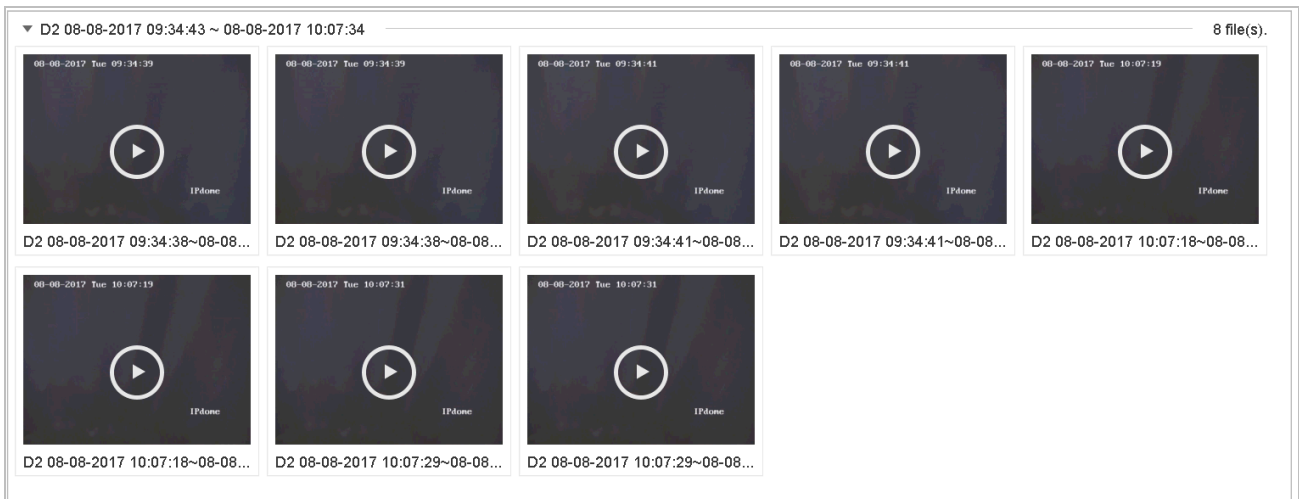 D2 08-08-2017 09:34:43 ~ 08-08-2017 10:07:34 8 file(s).
08-08-2017 Tue 09:34:39
IPdome
D2 08-08-2017 09:34:38~08-08...
08-08-2017 Tue 09:34:39
IPdome
D2 08-08-2017 09:34:38~08-08...
08-08-2017 Tue 09:34:41
IPdome
D2 08-08-2017 09:34:41~08-08...
08-08-2017 Tue 09:34:41
IPdome
D2 08-08-2017 09:34:41~08-08...
08-08-2017 Tue 10:07:19
IPdome
D2 08-08-2017 10:07:18~08-08...
08-08-2017 Tue 10:07:19
IPdome
D2 08-08-2017 10:07:18~08-08...
08-08-2017 Tue 10:07:31
IPdome
D2 08-08-2017 10:07:29~08-08...
08-08-2017 Tue 10:07:31
IPdome
D2 08-08-2017 10:07:29~08-08...